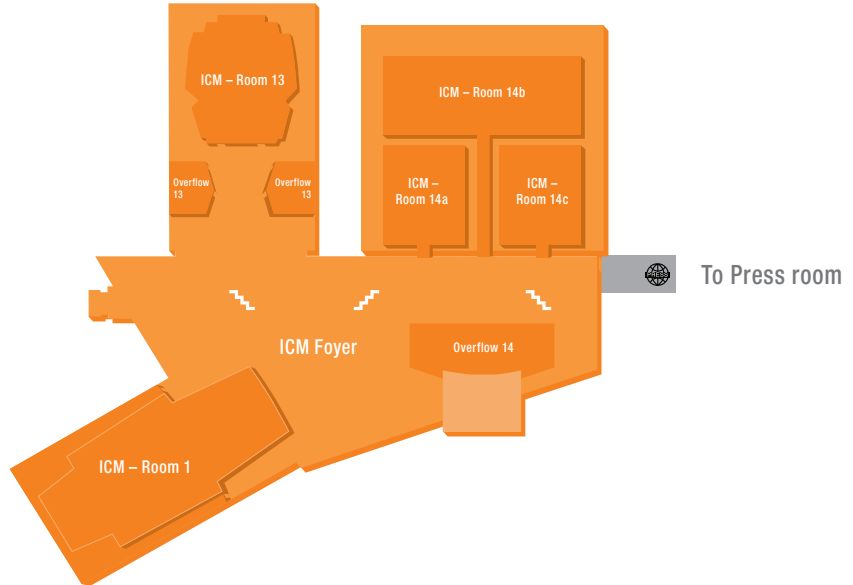 ICM – Room 13
ICM – Room 14b
Overflow
13
Overflow
13
ICM –
Room 14a
ICM –
Room 14c
PRESS
To Press room
ICM Foyer
Overflow 14
ICM – Room 1